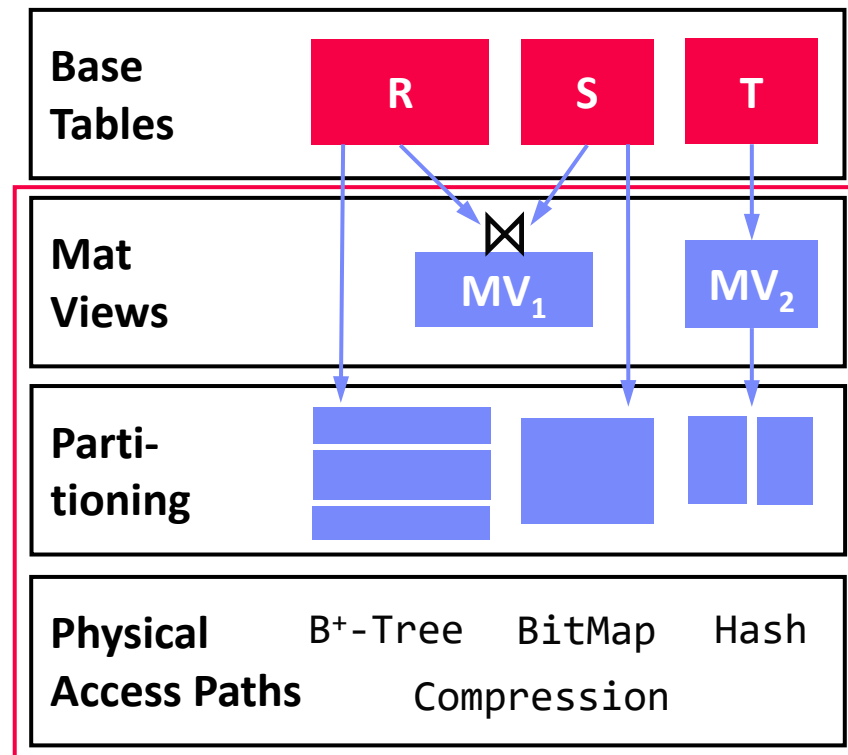 Base
Tables
R
S
T
Mat
Views
MV₁
MV₂
Parti-
tioning
Physical
Access Paths
B⁺-Tree
BitMap
Hash
Compression